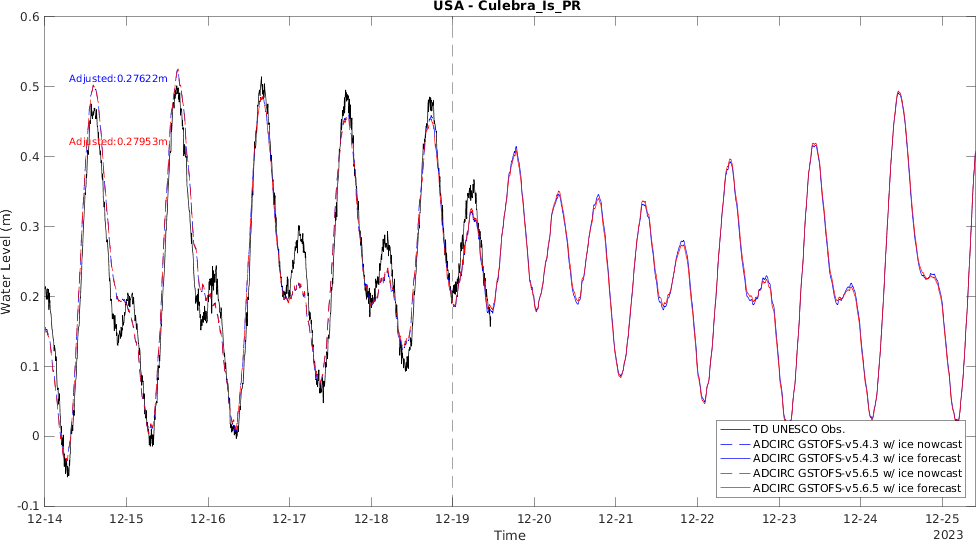 USA - Culebra_Is_PR
0.6
0.5
0.4
0.3
0.2
0.1
0
-0.1
Water Level (m)
Adjusted:0.27622m
Adjusted:0.27953m
TD UNESCO Obs.
ADCIRC GSTOFS-v5.4.3 w/ ice nowcast
ADCIRC GSTOFS-v5.4.3 w/ ice forecast
ADCIRC GSTOFS-v5.6.5 w/ ice nowcast
ADCIRC GSTOFS-v5.6.5 w/ ice forecast
12-14 12-15 12-16 12-17 12-18 12-19 12-20 12-21 12-22 12-23 12-24 12-25
Time
2023